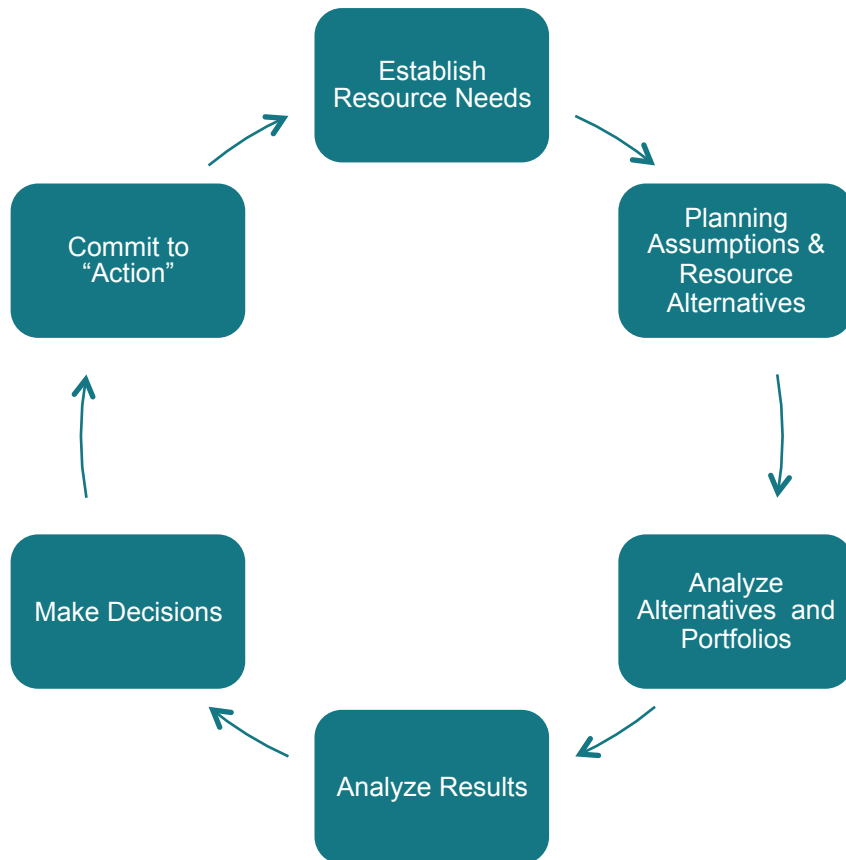 Establish
Resource Needs
Planning
Assumptions &
Resource
Alternatives
Analyze
Alternatives and
Portfolios
Analyze Results
Make Decisions
Commit to
“Action”